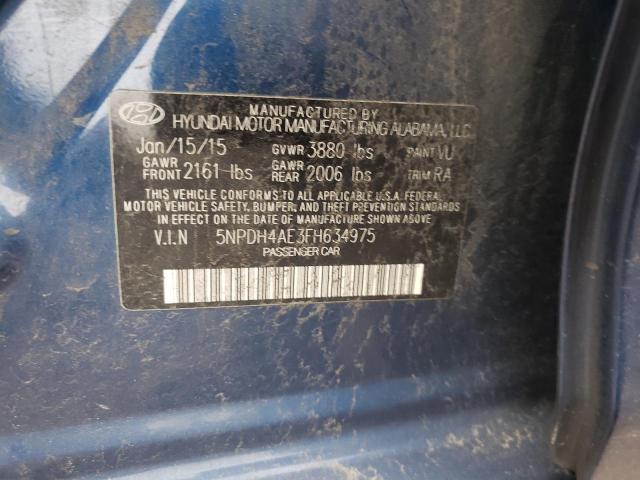 MANUFACTURED BY
HYUNDAI MOTOR MANUFACTURING ALABAMA, LLC
Jan/15/15 GVWR 3880 lbs PAINT VU
GAWR FRONT 2161 lbs GAWR REAR 2006 lbs TRIM RA
THIS VEHICLE CONFORMS TO ALL APPLICABLE U.S.A. FEDERAL
MOTOR VEHICLE SAFETY, BUMPER, AND THEFT PREVENTION STANDARDS
IN EFFECT ON THE DATE OF MANUFACTURE SHOWN ABOVE.
V.I.N 5NPDH4AE3FH634975
PASSENGER CAR